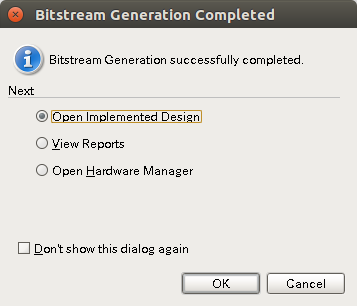 Bitstream Generation Completed
Bitstream Generation successfully completed.
Next
Open Implemented Design
View Reports
Open Hardware Manager
Don't show this dialog again
OK
Cancel